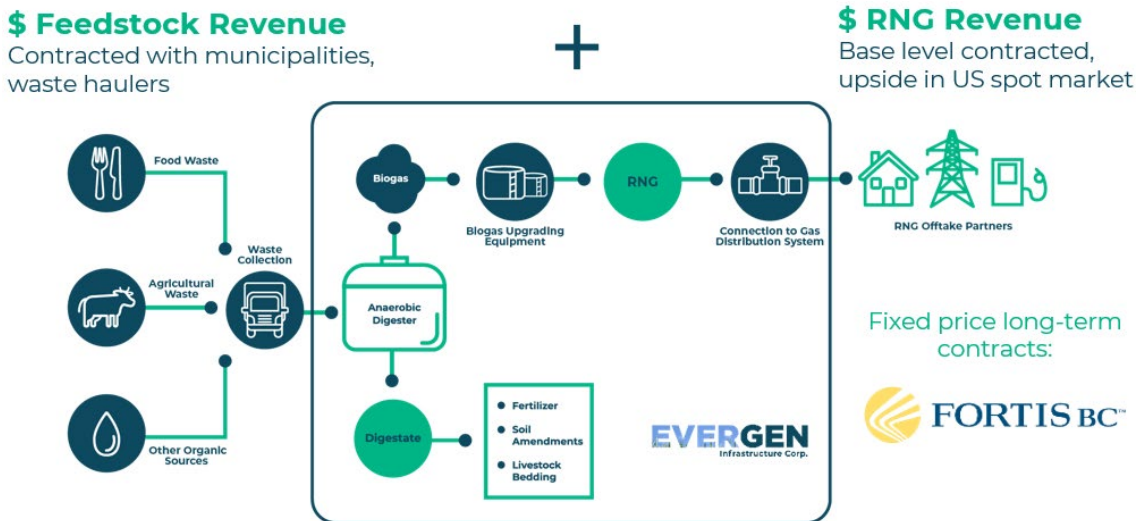 $ Feedstock Revenue
Contracted with municipalities,
waste haulers
+
$ RNG Revenue
Base level contracted,
upside in US spot market
Food Waste
Agricultural
Waste
Other Organic
Sources
Waste
Collection
Biogas
Anaerobic
Digester
Digestate
Fertilizer
Soil
Amendments
Livestock
Bedding
Biogas Upgrading
Equipment
RNG
Connection to Gas
Distribution System
EVERGEN
Infrastructure Corp.
RNG Offtake Partners
Fixed price long-term
contracts:
FORTIS BC™